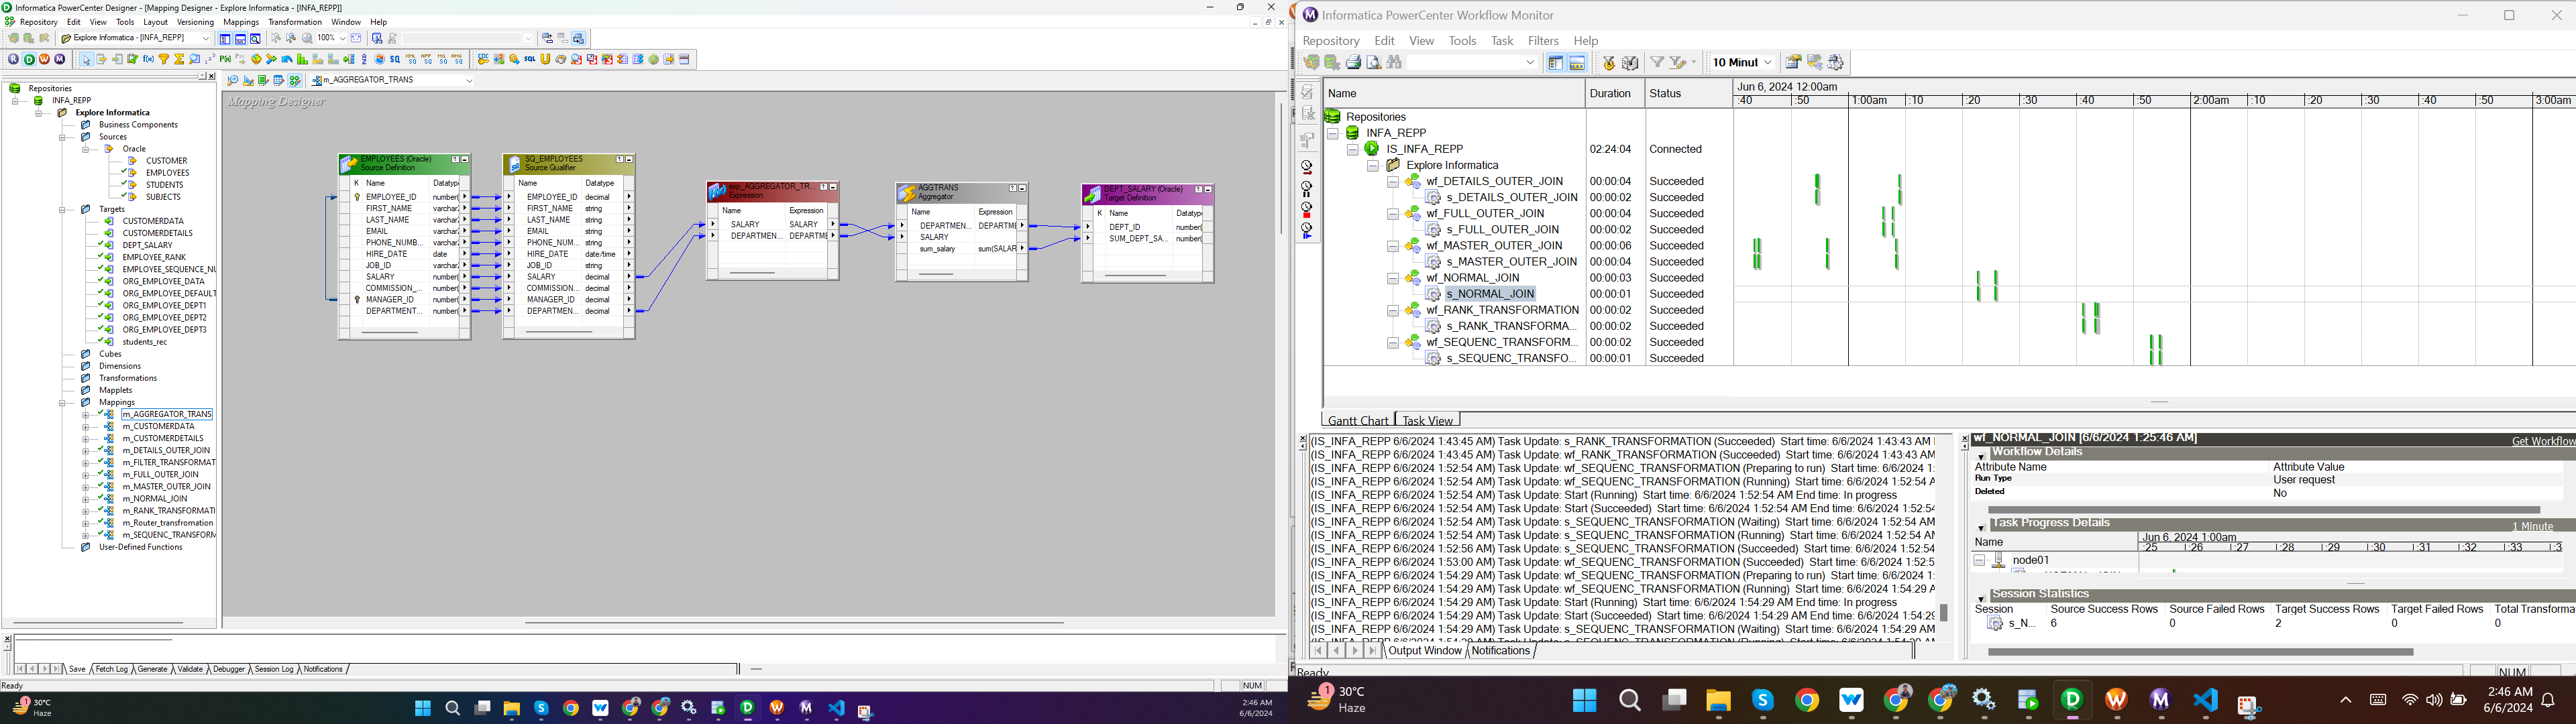 Informatica PowerCenter Designer - [Mapping Designer - Explore Informatica - [INFA_REPP]]
Repository Edit View Tools Layout Versioning Mappings Transformation Window Help
Explore Informatica - [INFA_REPP]
100%
m_AGGREGATOR_TRANS
Repositories
INFA_REPP
Explore Informatica
Business Components
Sources
Oracle
CUSTOMER
EMPLOYEES
STUDENTS
SUBJECTS
Targets
CUSTOMERDATA
CUSTOMERDETAILS
DEPT_SALARY
EMPLOYEE_RANK
EMPLOYEE_SEQUENCE_NU
ORG_EMPLOYEE_DATA
ORG_EMPLOYEE_DEFAULT
ORG_EMPLOYEE_DEPT1
ORG_EMPLOYEE_DEPT2
ORG_EMPLOYEE_DEPT3
students_rec
Cubes
Dimensions
Transformations
Mapplets
Mappings
m_AGGREGATOR_TRANS
m_CUSTOMERDATA
m_CUSTOMERDETAILS
m_DETAILS_OUTER_JOIN
m_FILTER_TRANSFORMAT
m_FULL_OUTER_JOIN
m_MASTER_OUTER_JOIN
m_NORMAL_JOIN
m_RANK_TRANSFORMATI
m_Router_transfromation
m_SEQUENC_TRANSFORM
User-Defined Functions
Mapping Designer
EMPLOYEES (Oracle)
Source Definition
K Name Datatype
EMPLOYEE_ID number(
FIRST_NAME varchar2
LAST_NAME varchar2
EMAIL varchar2
PHONE_NUMB... varchar2
HIRE_DATE date
JOB_ID varchar2
SALARY number(
COMMISSION_... number(
MANAGER_ID number(
DEPARTMENT... number(
SQ_EMPLOYEES
Source Qualifier
Name Datatype
EMPLOYEE_ID decimal
FIRST_NAME string
LAST_NAME string
EMAIL string
PHONE_NUM... string
HIRE_DATE date/time
JOB_ID string
SALARY decimal
COMMISSION... decimal
MANAGER_ID decimal
DEPARTMEN... decimal
exp_AGGREGATOR_TR...
Expression
Name Expression
SALARY SALARY
DEPARTMEN... DEPARTME
AGGTRANS
Aggregator
Name Expression
DEPARTMEN... DEPARTME
SALARY
sum_salary sum(SALAR
DEPT_SALARY (Oracle)
Target Definition
K Name Datatype
DEPT_ID number(
SUM_DEPT_SA... number(
Save Fetch Log Generate Validate Debugger Session Log Notifications
Ready
NUM
1
30°C
Haze
2:46 AM
6/6/2024
Informatica PowerCenter Workflow Monitor
Repository Edit View Tools Task Filters Help
10 Minut
Name Duration Status
Jun 6, 2024 12:00am
:40 :50 1:00am :10 :20 :30 :40 :50 2:00am :10 :20 :30 :40 :50 3:00am
Repositories
INFA_REPP
IS_INFA_REPP 02:24:04 Connected
Explore Informatica
wf_DETAILS_OUTER_JOIN 00:00:04 Succeeded
s_DETAILS_OUTER_JOIN 00:00:02 Succeeded
wf_FULL_OUTER_JOIN 00:00:04 Succeeded
s_FULL_OUTER_JOIN 00:00:02 Succeeded
wf_MASTER_OUTER_JOIN 00:00:06 Succeeded
s_MASTER_OUTER_JOIN 00:00:04 Succeeded
wf_NORMAL_JOIN 00:00:03 Succeeded
s_NORMAL_JOIN 00:00:01 Succeeded
wf_RANK_TRANSFORMATION 00:00:02 Succeeded
s_RANK_TRANSFORMA... 00:00:02 Succeeded
wf_SEQUENC_TRANSFORM... 00:00:02 Succeeded
s_SEQUENC_TRANSFO... 00:00:01 Succeeded
Gantt Chart Task View
(IS_INFA_REPP 6/6/2024 1:43:45 AM) Task Update: s_RANK_TRANSFORMATION (Succeeded) Start time: 6/6/2024 1:43:43 AM
(IS_INFA_REPP 6/6/2024 1:43:45 AM) Task Update: wf_RANK_TRANSFORMATION (Succeeded) Start time: 6/6/2024 1:43:43 AM
(IS_INFA_REPP 6/6/2024 1:52:54 AM) Task Update: wf_SEQUENC_TRANSFORMATION (Preparing to run) Start time: 6/6/2024 1:
(IS_INFA_REPP 6/6/2024 1:52:54 AM) Task Update: wf_SEQUENC_TRANSFORMATION (Running) Start time: 6/6/2024 1:52:54 A
(IS_INFA_REPP 6/6/2024 1:52:54 AM) Task Update: Start (Running) Start time: 6/6/2024 1:52:54 AM End time: In progress
(IS_INFA_REPP 6/6/2024 1:52:54 AM) Task Update: Start (Succeeded) Start time: 6/6/2024 1:52:54 AM End time: 6/6/2024 1:52:54
(IS_INFA_REPP 6/6/2024 1:52:54 AM) Task Update: s_SEQUENC_TRANSFORMATION (Waiting) Start time: 6/6/2024 1:52:54 AM
(IS_INFA_REPP 6/6/2024 1:52:54 AM) Task Update: s_SEQUENC_TRANSFORMATION (Running) Start time: 6/6/2024 1:52:54 AM
(IS_INFA_REPP 6/6/2024 1:52:56 AM) Task Update: s_SEQUENC_TRANSFORMATION (Succeeded) Start time: 6/6/2024 1:52:54
(IS_INFA_REPP 6/6/2024 1:53:00 AM) Task Update: wf_SEQUENC_TRANSFORMATION (Succeeded) Start time: 6/6/2024 1:52:5
(IS_INFA_REPP 6/6/2024 1:54:29 AM) Task Update: wf_SEQUENC_TRANSFORMATION (Preparing to run) Start time: 6/6/2024 1:
(IS_INFA_REPP 6/6/2024 1:54:29 AM) Task Update: wf_SEQUENC_TRANSFORMATION (Running) Start time: 6/6/2024 1:54:29 A
(IS_INFA_REPP 6/6/2024 1:54:29 AM) Task Update: Start (Running) Start time: 6/6/2024 1:54:29 AM End time: In progress
(IS_INFA_REPP 6/6/2024 1:54:29 AM) Task Update: Start (Succeeded) Start time: 6/6/2024 1:54:29 AM End time: 6/6/2024 1:54:29
(IS_INFA_REPP 6/6/2024 1:54:29 AM) Task Update: s_SEQUENC_TRANSFORMATION (Waiting) Start time: 6/6/2024 1:54:29 AM
Output Window Notifications
wf_NORMAL_JOIN [6/6/2024 1:25:46 AM]
Get Workflow
Workflow Details
Attribute Name Attribute Value
Run Type User request
Deleted No
Task Progress Details
1 Minute
Name
Jun 6, 2024 1:00am
:25 :26 :27 :28 :29 :30 :31 :32 :33 :3
node01
Session Statistics
Session Source Success Rows Source Failed Rows Target Success Rows Target Failed Rows Total Transforma
s_N... 6 0 2 0 0
Ready
NUM
1
30°C
Haze
2:46 AM
6/6/2024